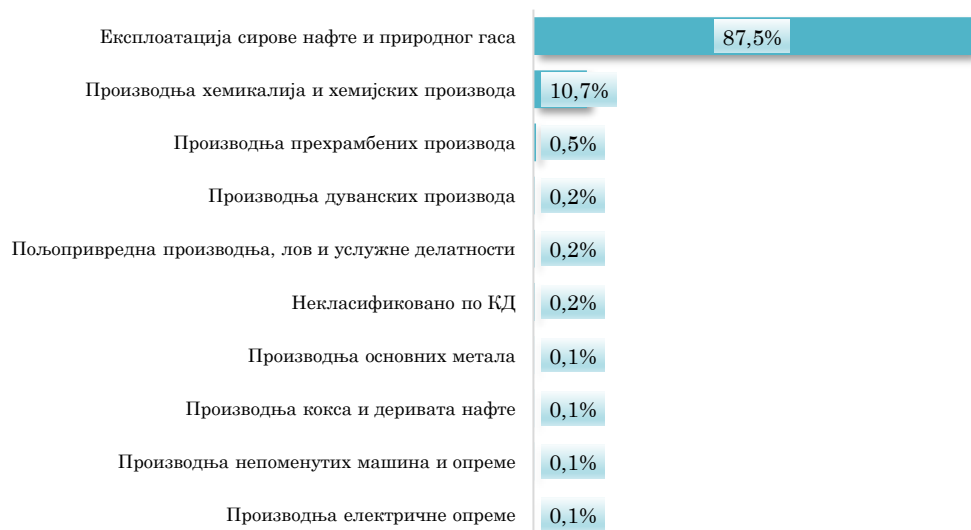 Експлоатација сирове нафте и природног гаса 87,5%
Производња хемикалија и хемијских производа 10,7%
Производња прехрамбених производа 0,5%
Производња дуванских производа 0,2%
Пољопривредна производња, лов и услужне делатности 0,2%
Некласификовано по КД 0,2%
Производња основних метала 0,1%
Производња кокса и деривата нафте 0,1%
Производња непоменутих машина и опреме 0,1%
Производња електричне опреме 0,1%